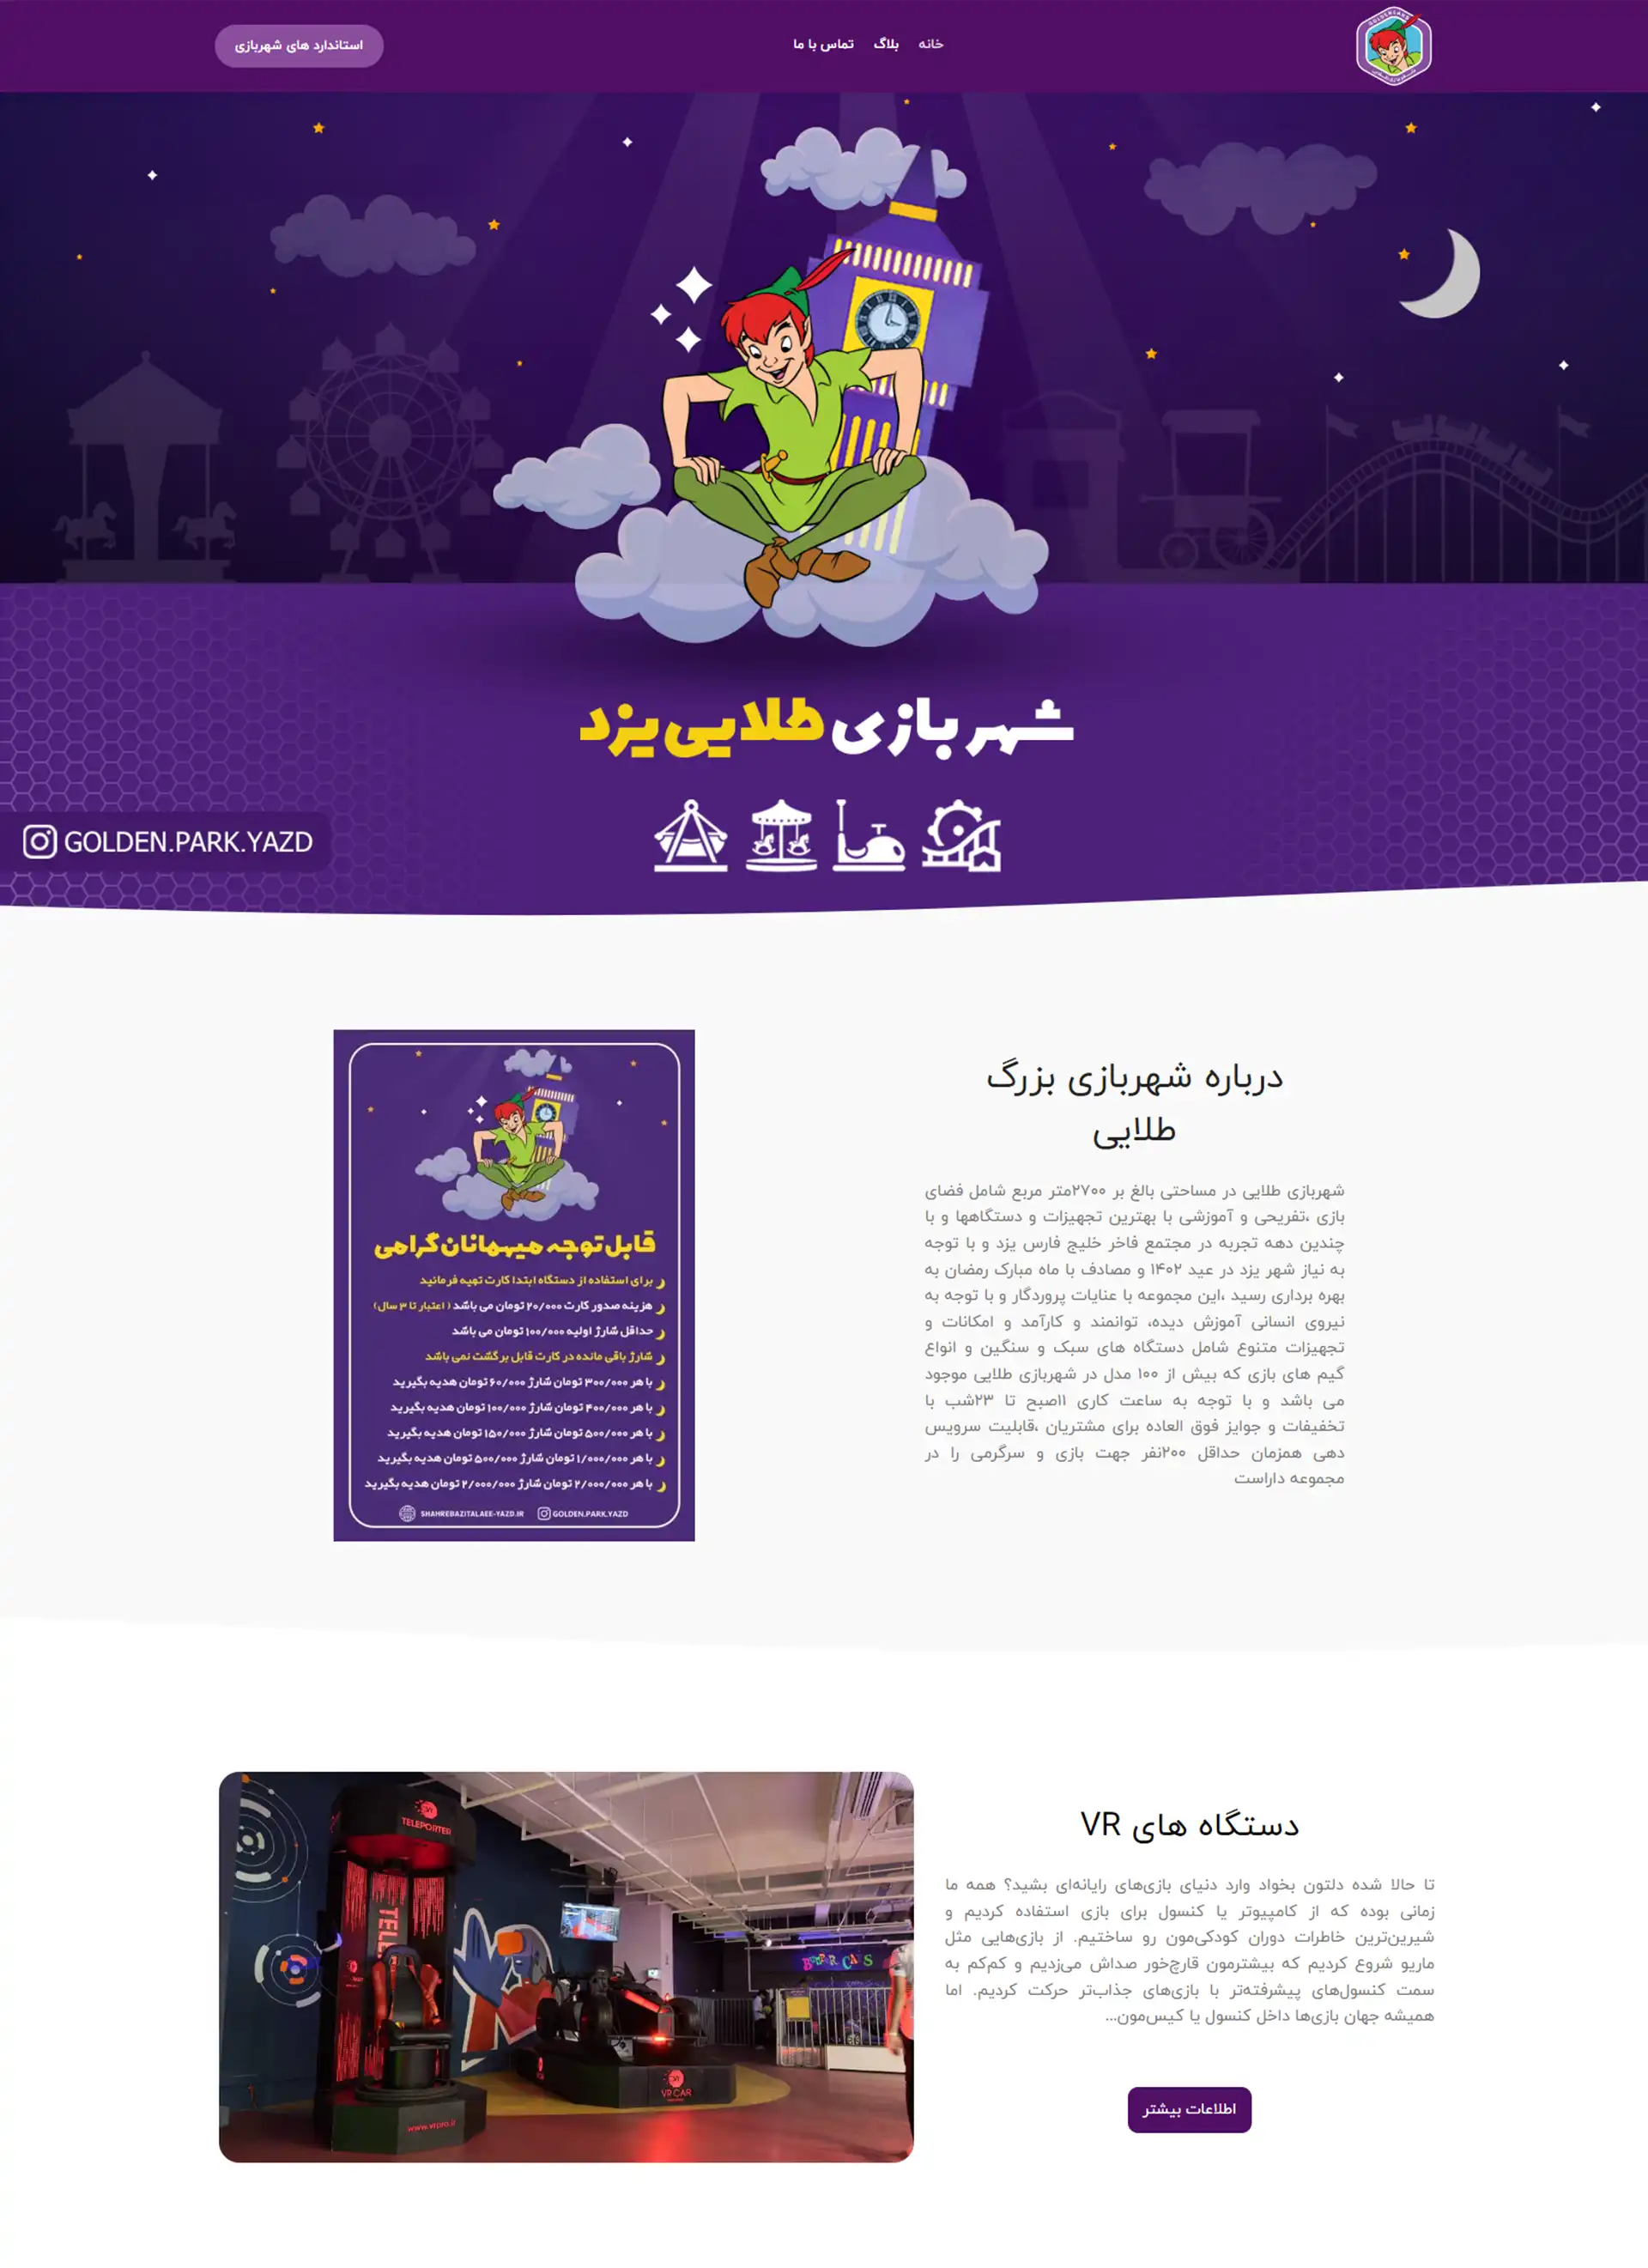 خانه
بلاگ
تماس با ما
استاندارد های شهربازی
شهربازی طلایی یزد
GOLDEN.PARK.YAZD
درباره شهربازی بزرگ
طلایی
شهربازی طلایی در مساحتی بالغ بر ۲۷۰۰متر مربع شامل فضای
بازی ،تفریحی و آموزشی با بهترین تجهیزات و دستگاهها و با
چندین دهه تجربه در مجتمع فاخر خلیج فارس یزد و با توجه
به نیاز شهر یزد در عید ۱۴۰۲ و مصادف با ماه مبارک رمضان به
بهره برداری رسید ،این مجموعه با عنایات پروردگار و با توجه به
نیروی انسانی آموزش دیده، توانمند و کارآمد و امکانات و
تجهیزات متنوع شامل دستگاه های سبک و سنگین و انواع
گیم های بازی که بیش از ۱۰۰ مدل در شهربازی طلایی موجود
می باشد و با توجه به ساعت کاری ۱۱صبح تا ۲۳شب با
تخفیفات و جوایز فوق العاده برای مشتریان ،قابلیت سرویس
دهی همزمان حداقل ۲۰۰نفر جهت بازی و سرگرمی را در
مجموعه داراست
قابل توجه میهمانان گرامی
برای استفاده از دستگاه ابتدا کارت تهیه فرمائید
هزینه صدور کارت ۲۰/۰۰۰ تومان می باشد ( اعتبار تا ۳ سال)
حداقل شارژ اولیه ۱۰۰/۰۰۰ تومان می باشد
شارژ باقی مانده در کارت قابل برگشت نمی باشد
با هر ۳۰۰/۰۰۰ تومان شارژ ۶۰/۰۰۰ تومان هدیه بگیرید
با هر ۴۰۰/۰۰۰ تومان شارژ ۱۰۰/۰۰۰ تومان هدیه بگیرید
با هر ۵۰۰/۰۰۰ تومان شارژ ۱۵۰/۰۰۰ تومان هدیه بگیرید
با هر ۱/۰۰۰/۰۰۰ تومان شارژ ۵۰۰/۰۰۰ تومان هدیه بگیرید
با هر ۲/۰۰۰/۰۰۰ تومان شارژ ۲/۰۰۰/۰۰۰ تومان هدیه بگیرید
SHAHREBAZITALAEE-YAZD.IR GOLDEN.PARK.YAZD
دستگاه های VR
تا حالا شده دلتون بخواد وارد دنیای بازی‌های رایانه‌ای بشید؟ همه ما
زمانی بوده که از کامپیوتر یا کنسول برای بازی استفاده کردیم و
شیرین‌ترین خاطرات دوران کودکی‌مون رو ساختیم. از بازی‌هایی مثل
ماریو شروع کردیم که بیشترمون قارچ‌خور صداش می‌زدیم و کم‌کم به
سمت کنسول‌های پیشرفته‌تر با بازی‌های جذاب‌تر حرکت کردیم. اما
همیشه جهان بازی‌ها داخل کنسول یا کیس‌مون...
اطلاعات بیشتر
TELEPORTER
BUMPER CARS
VR CAR
www.vrpro.ir